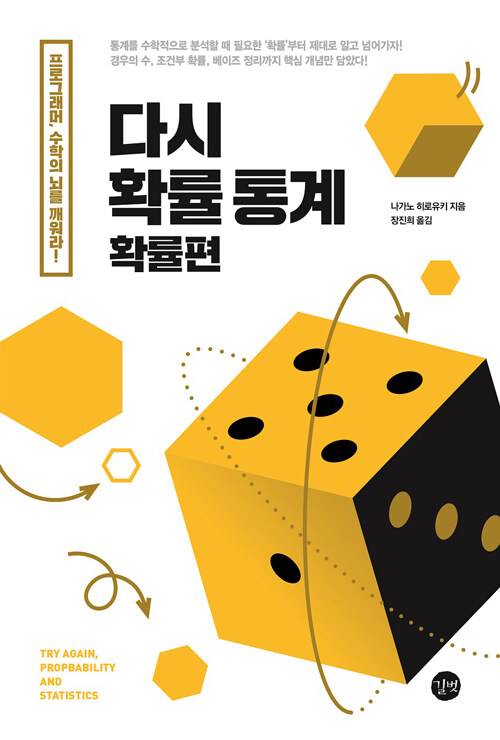 통계를 수학적으로 분석할 때 필요한 '확률'부터 제대로 알고 넘어가자!
경우의 수, 조건부 확률, 베이즈 정리까지 핵심 개념만 담았다!
프로그래머, 수학의 뇌를 깨워라!
다시
확률 통계
확률편
나가노 히로유키 지음
장진희 옮김
TRY AGAIN,
PROPBABILITY
AND
STATISTICS
길벗